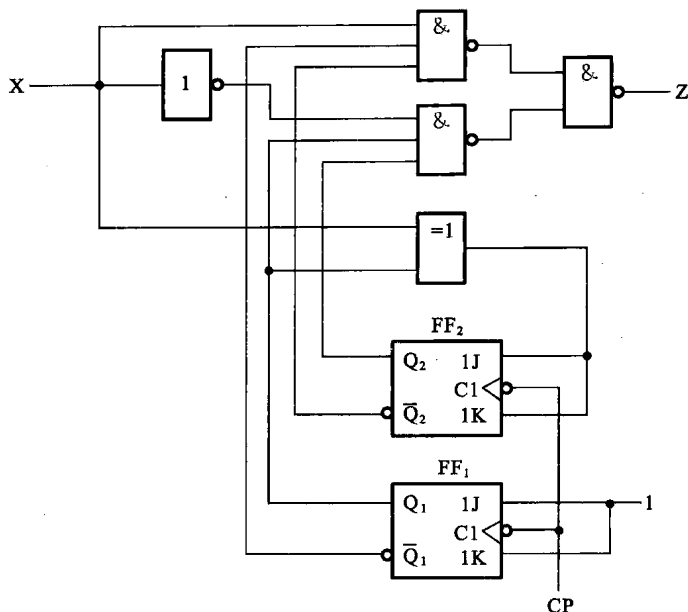 &
X
1
&
Z
&
=1
FF₂
Q₂ 1J
C1
Q̅₂ 1K
FF₁
Q₁ 1J
1
C1
Q̅₁ 1K
CP